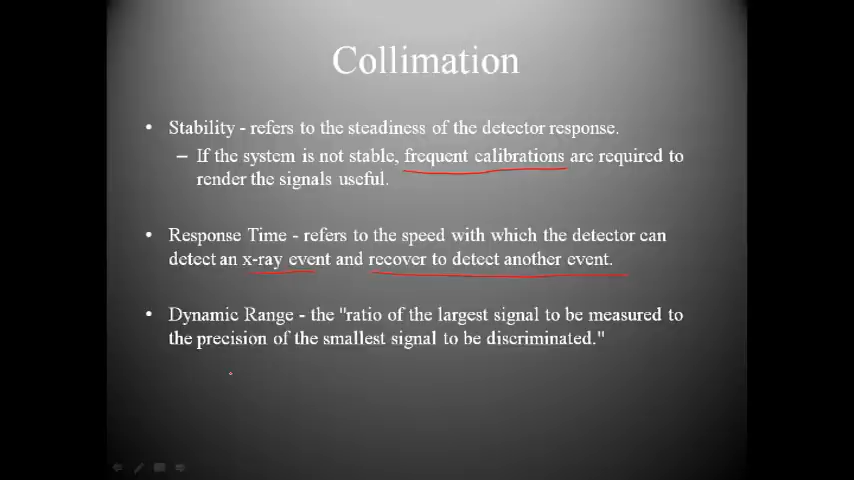 Collimation
• Stability - refers to the steadiness of the detector response.
– If the system is not stable, frequent calibrations are required to
render the signals useful.
• Response Time - refers to the speed with which the detector can
detect an x-ray event and recover to detect another event.
• Dynamic Range - the "ratio of the largest signal to be measured to
the precision of the smallest signal to be discriminated."